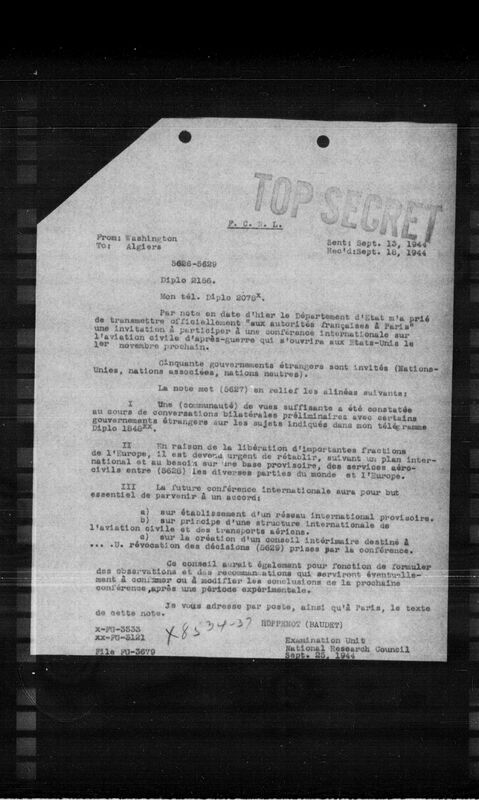 TOP SECRET
F. C. N. L.
From: Washington
To: Algiers
Sent: Sept. 13, 1944
Rec'd: Sept. 18, 1944
5626-5629
Diplo 2156.
Mon tél. Diplo 2078x.
Par note en date d'hier le Département d'Etat m'a prié
de transmettre officiellement "aux autorités françaises à Paris"
une invitation à participer à une conférence internationale sur
l'aviation civile d'après-guerre qui s'ouvrira aux Etats-Unis le
1er novembre prochain.
Cinquante gouvernements étrangers sont invités (Nations-
Unies, nations associées, nations neutres).
La note met (5627) en relief les alinéas suivants:
I Une (communauté) de vues suffisante a été constatée
au cours de conversations bilatérales préliminaires avec certains
gouvernements étrangers sur les sujets indiqués dans mon télégramme
Diplo 1848xx.
II En raison de la libération d'importantes fractions
de l'Europe, il est devenu urgent de rétablir, suivant un plan inter-
national et au besoin sur une base provisoire, des services aéro-
civils entre (5628) les diverses parties du monde et l'Europe.
III La future conférence internationale aura pour but
essentiel de parvenir à un accord:
a) sur établissement d'un réseau international provisoire.
b) sur principe d'une structure internationale de
l'aviation civile et des transports aériens.
c) sur la création d'un conseil intérimaire destiné à
... .U. révocation des décisions (5629) prises par la conférence.
Ce conseil aurait également pour fonction de formuler
des observations et des recommandations qui serviront éventuelle-
ment à confirmer ou à modifier les conclusions de la prochaine
conférence, après une période expérimentale.
Je vous adresse par poste, ainsi qu'à Paris, le texte
de cette note.
HOPPENOT (BAUDET)
x-FG-3533
xx-FG-3121
X8534-37
File FG-3679
Examination Unit
National Research Council
Sept. 25, 1944